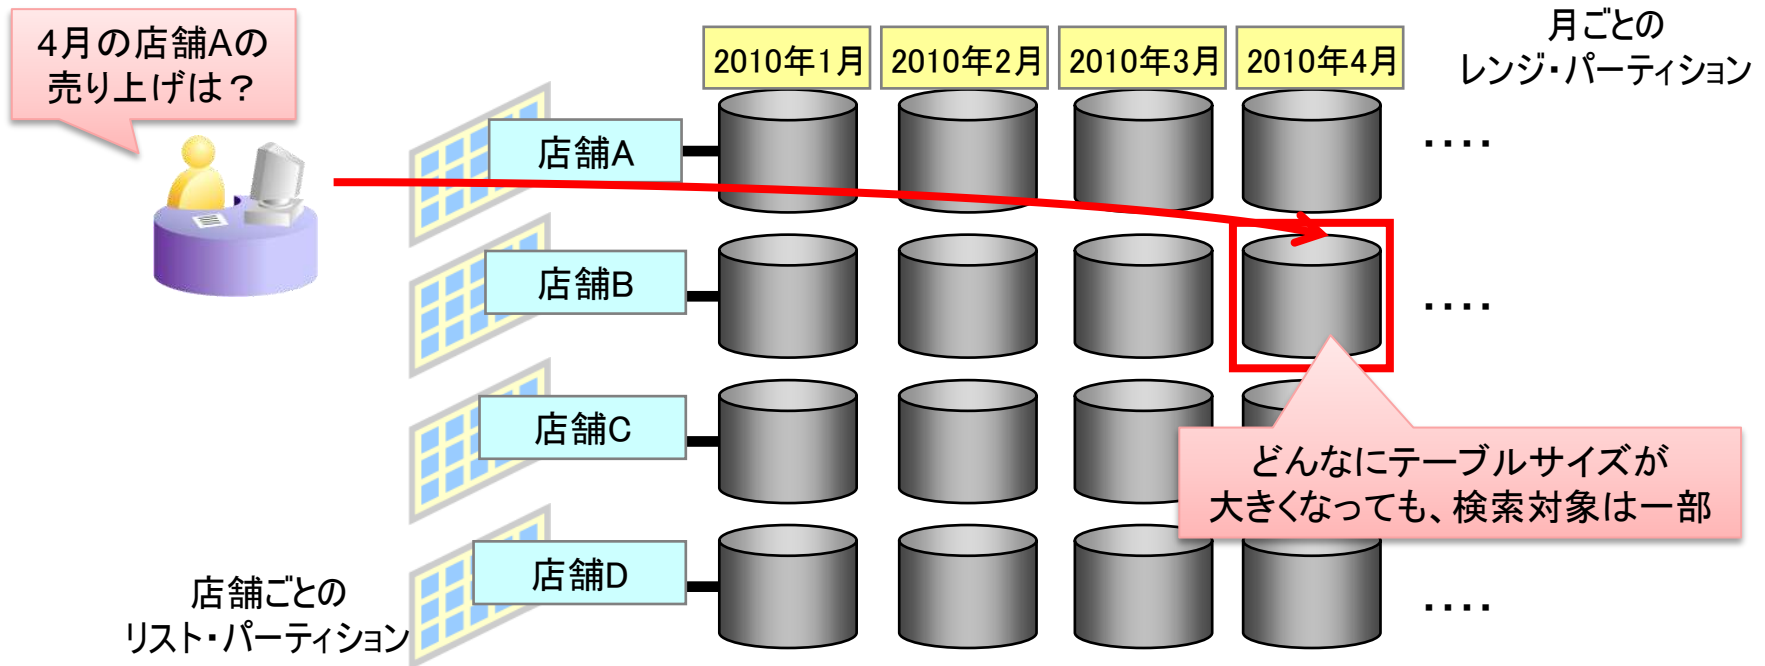 4月の店舗Aの
売り上げは？
2010年1月
2010年2月
2010年3月
2010年4月
月ごとの
レンジ・パーティション
店舗A
....
店舗B
....
店舗C
どんなにテーブルサイズが
大きくなっても、検索対象は一部
店舗D
....
店舗ごとの
リスト・パーティション